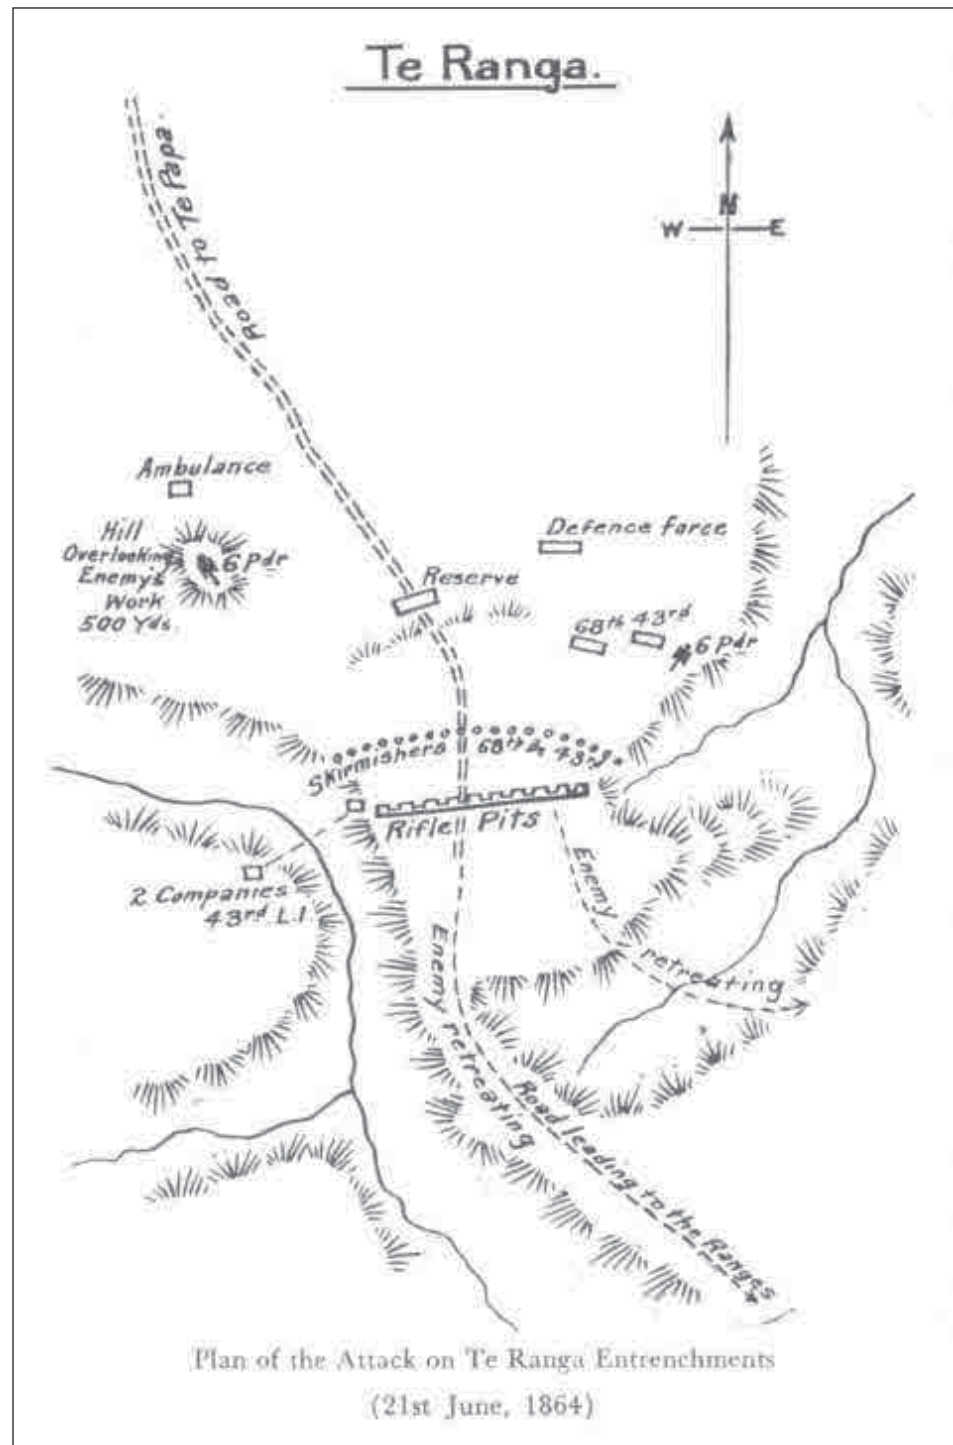 Te Ranga.
Road to Te Papa.
N
W E
Ambulance
Hill
Overlooking
Enemy's
Work
500 Yds.
6 Pdr
Defence Force
Reserve
68th 43rd
6 Pdr
Skirmishers 68th & 43rd
Rifle Pits
2 Companies
43rd L.I.
Enemy retreating
Enemy retreating
Road leading to the Ranges
Plan of the Attack on Te Ranga Entrenchments
(21st June, 1864)